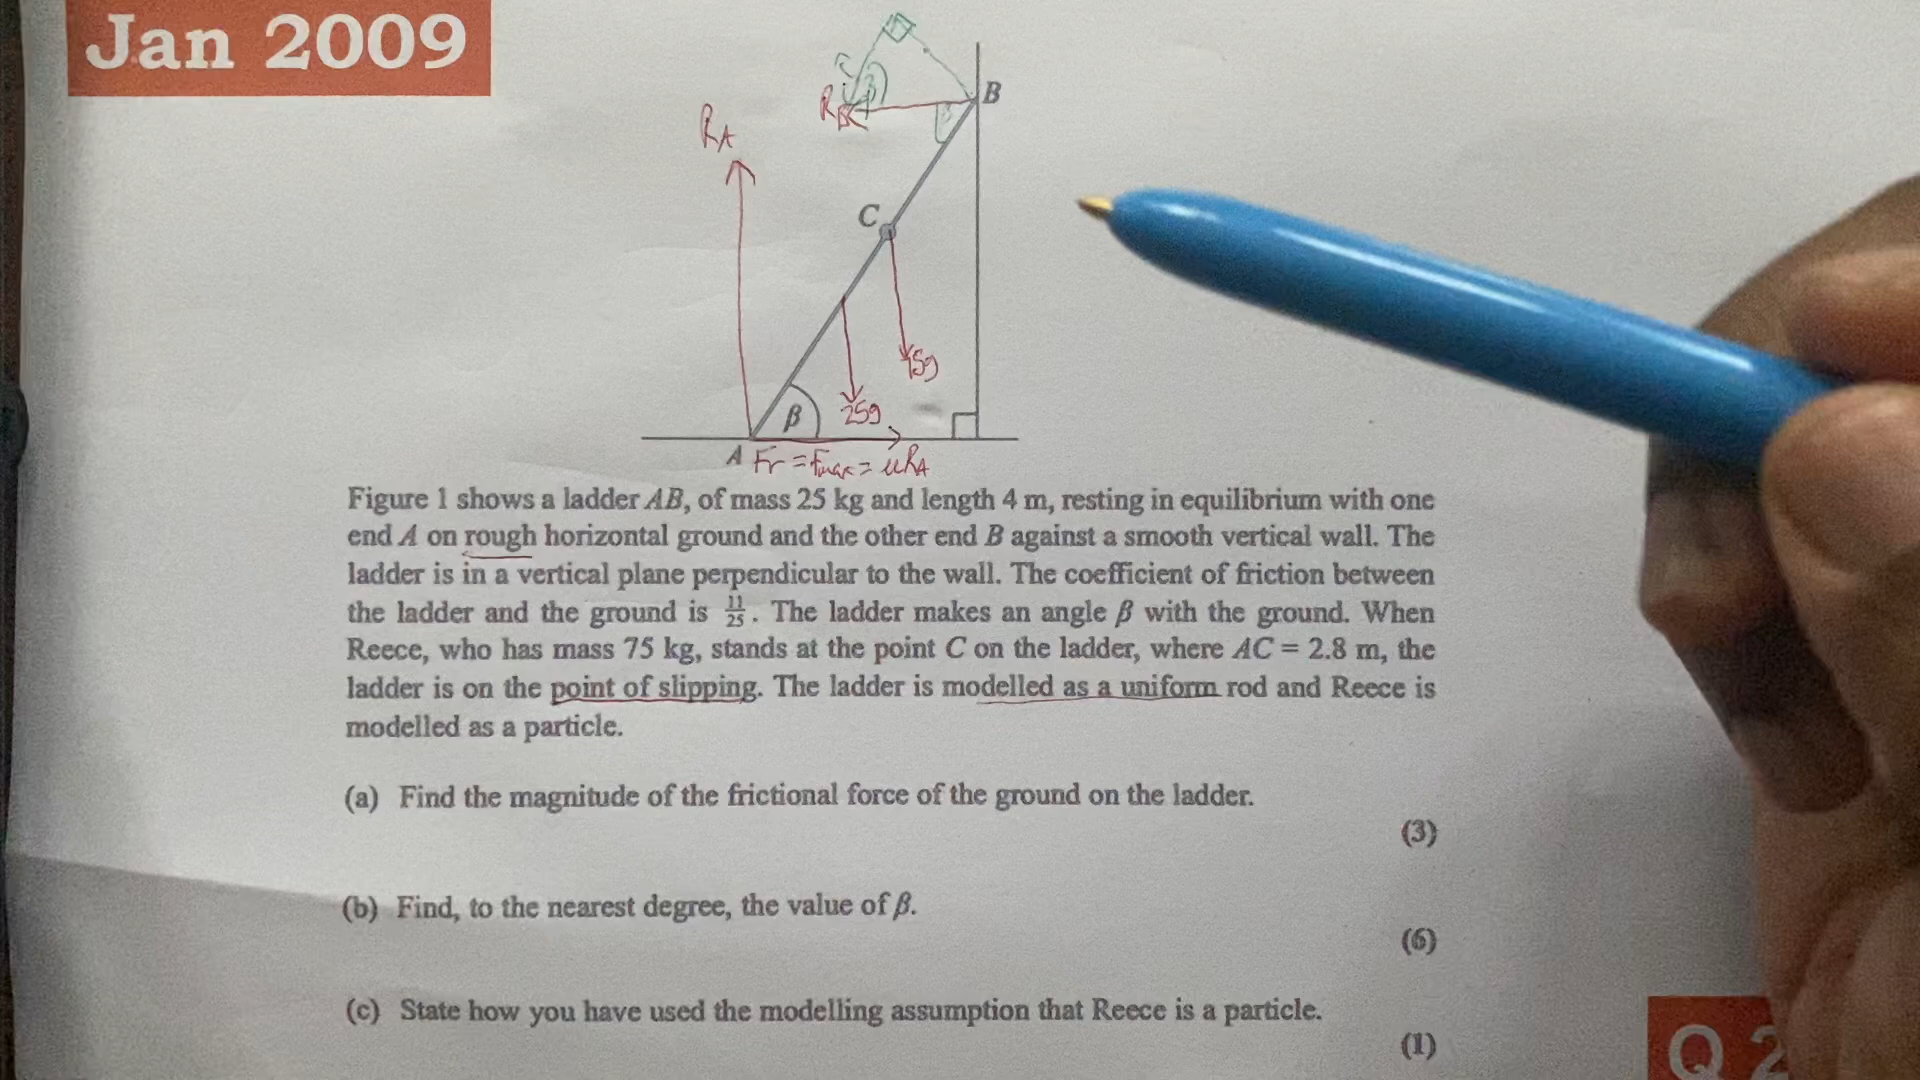 Jan 2009
B
R_B
R_A
C
75g
β
25g
A Fr = Fmax = μR_A
Figure 1 shows a ladder AB, of mass 25 kg and length 4 m, resting in equilibrium with one
end A on rough horizontal ground and the other end B against a smooth vertical wall. The
ladder is in a vertical plane perpendicular to the wall. The coefficient of friction between
the ladder and the ground is 11/25. The ladder makes an angle β with the ground. When
Reece, who has mass 75 kg, stands at the point C on the ladder, where AC = 2.8 m, the
ladder is on the point of slipping. The ladder is modelled as a uniform rod and Reece is
modelled as a particle.
(a) Find the magnitude of the frictional force of the ground on the ladder.
(3)
(b) Find, to the nearest degree, the value of β.
(6)
(c) State how you have used the modelling assumption that Reece is a particle.
(1)
Q 2